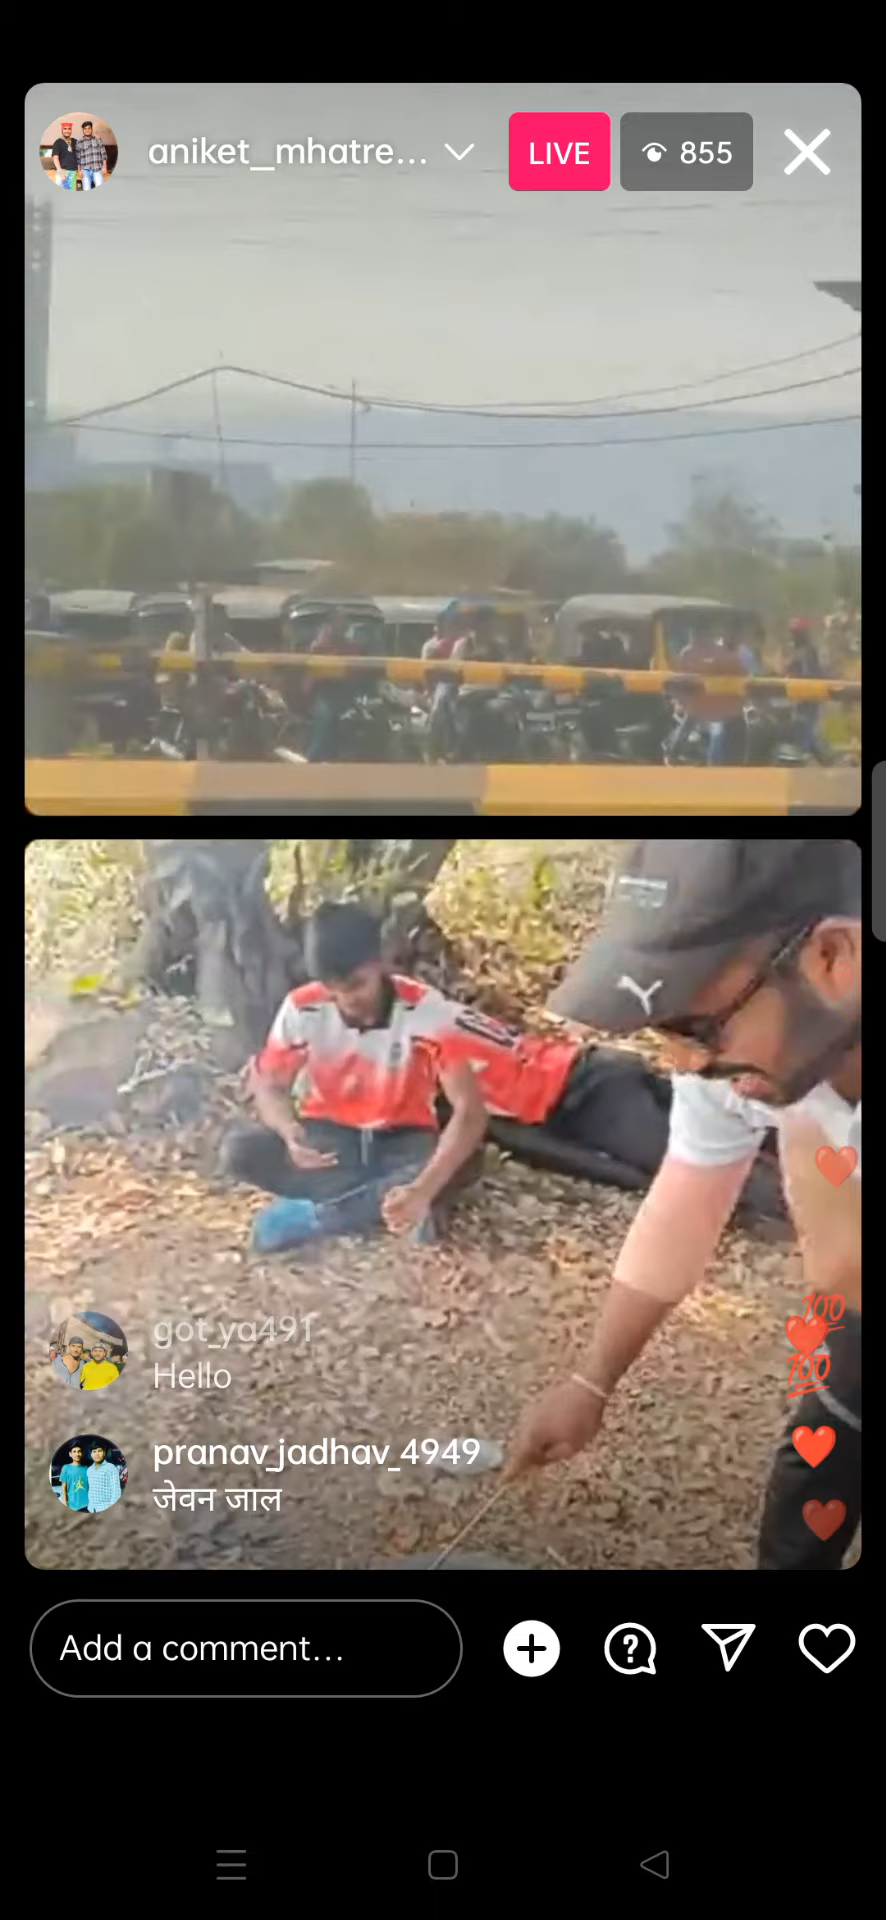 aniket_mhatre...
LIVE
855
got_ya491
Hello
pranav_jadhav_4949
जेवन जाल
Add a comment...